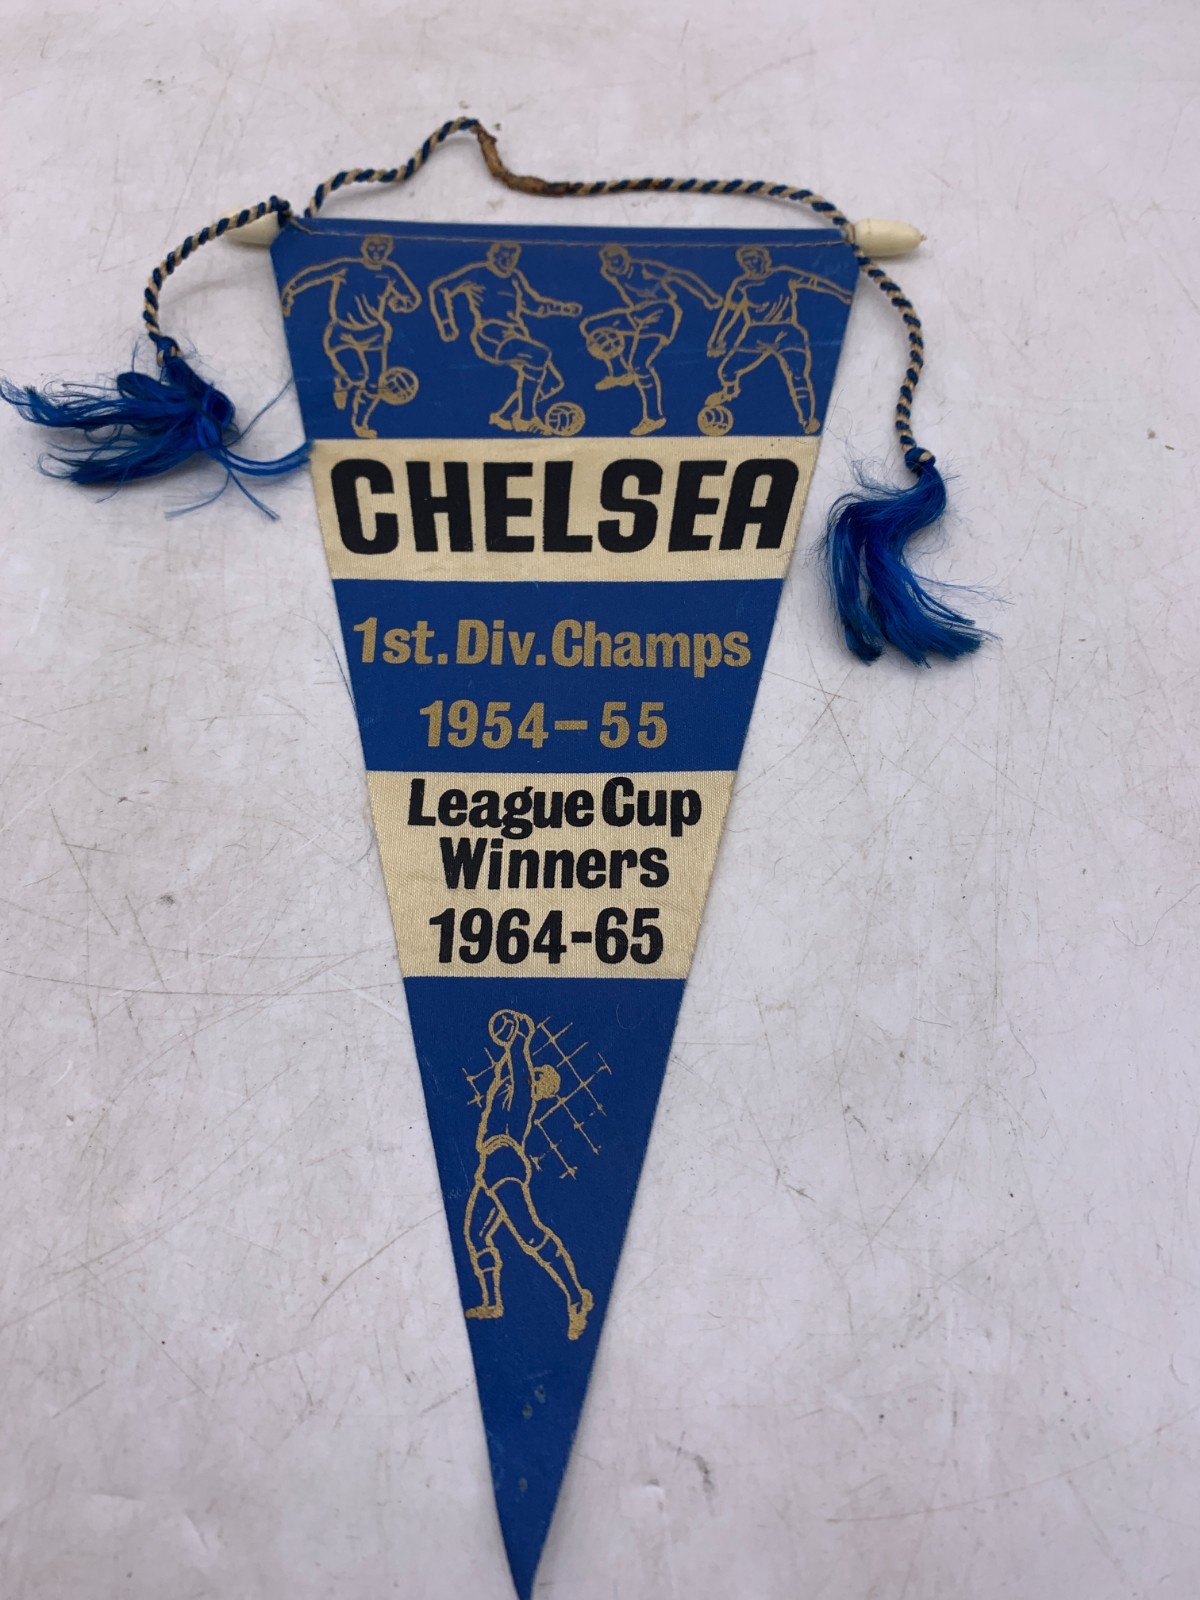 CHELSEA
1st. Div. Champs
1954-55
League Cup
Winners
1964-65